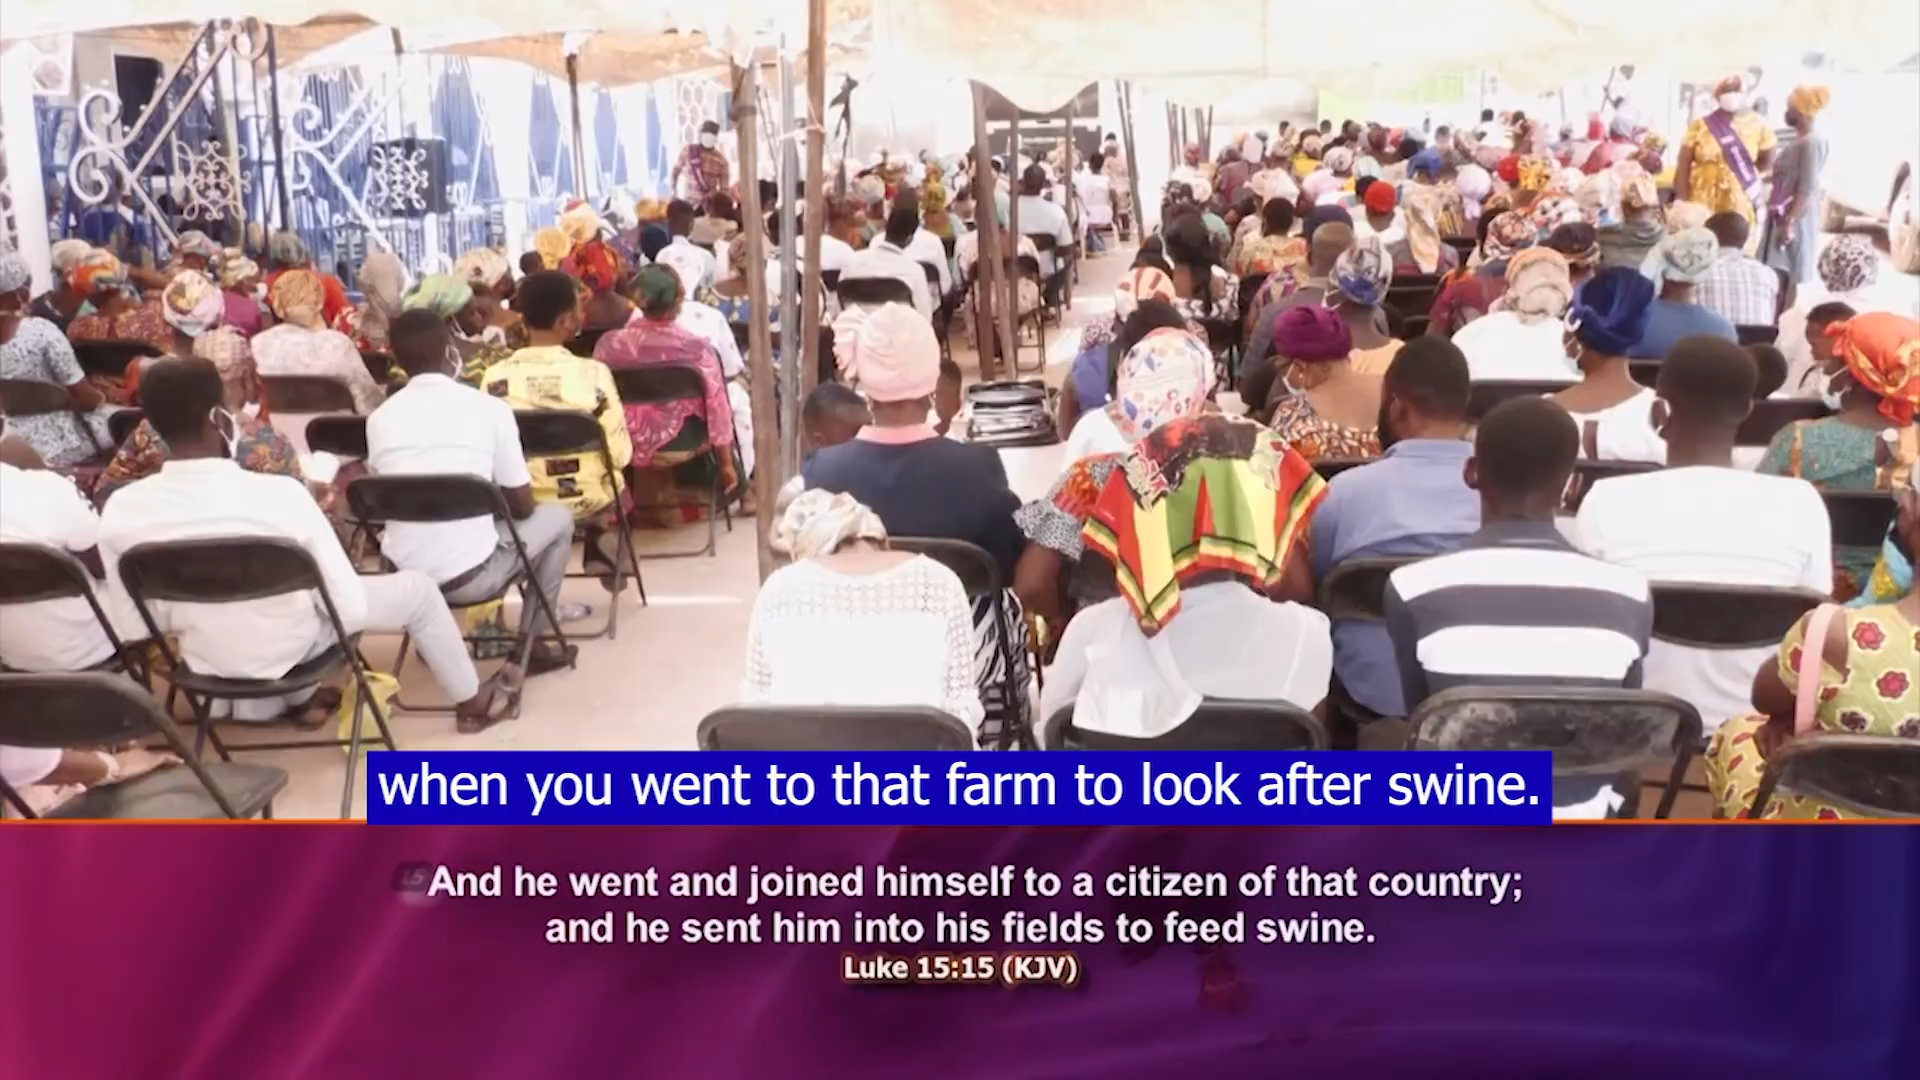 when you went to that farm to look after swine.
15 And he went and joined himself to a citizen of that country;
and he sent him into his fields to feed swine.
Luke 15:15 (KJV)